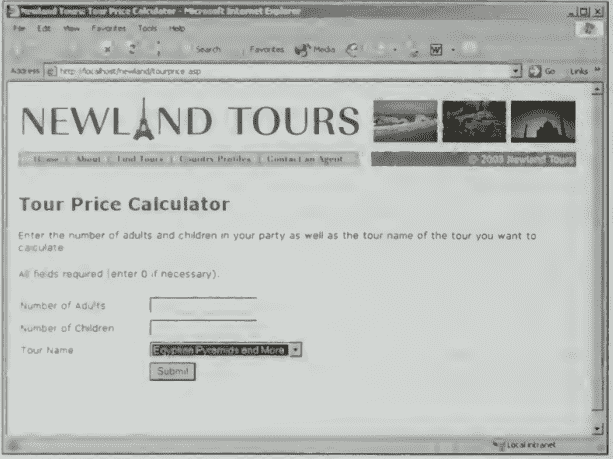 Newland Tours: Tour Price Calculator - Microsoft Internet Explorer
File Edit View Favorites Tools Help
Search Favorites Media
Address http://localhost/newland/tourprice.asp Go Links »
NEWLAND TOURS
Home | About | Find Tours | Country Profiles | Contact an Agent
© 2003 Newland Tours
Tour Price Calculator
Enter the number of adults and children in your party as well as the tour name of the tour you want to
calculate
All fields required (enter 0 if necessary).
Number of Adults
Number of Children
Tour Name Egyptian Pyramids and More
Submit
Local intranet